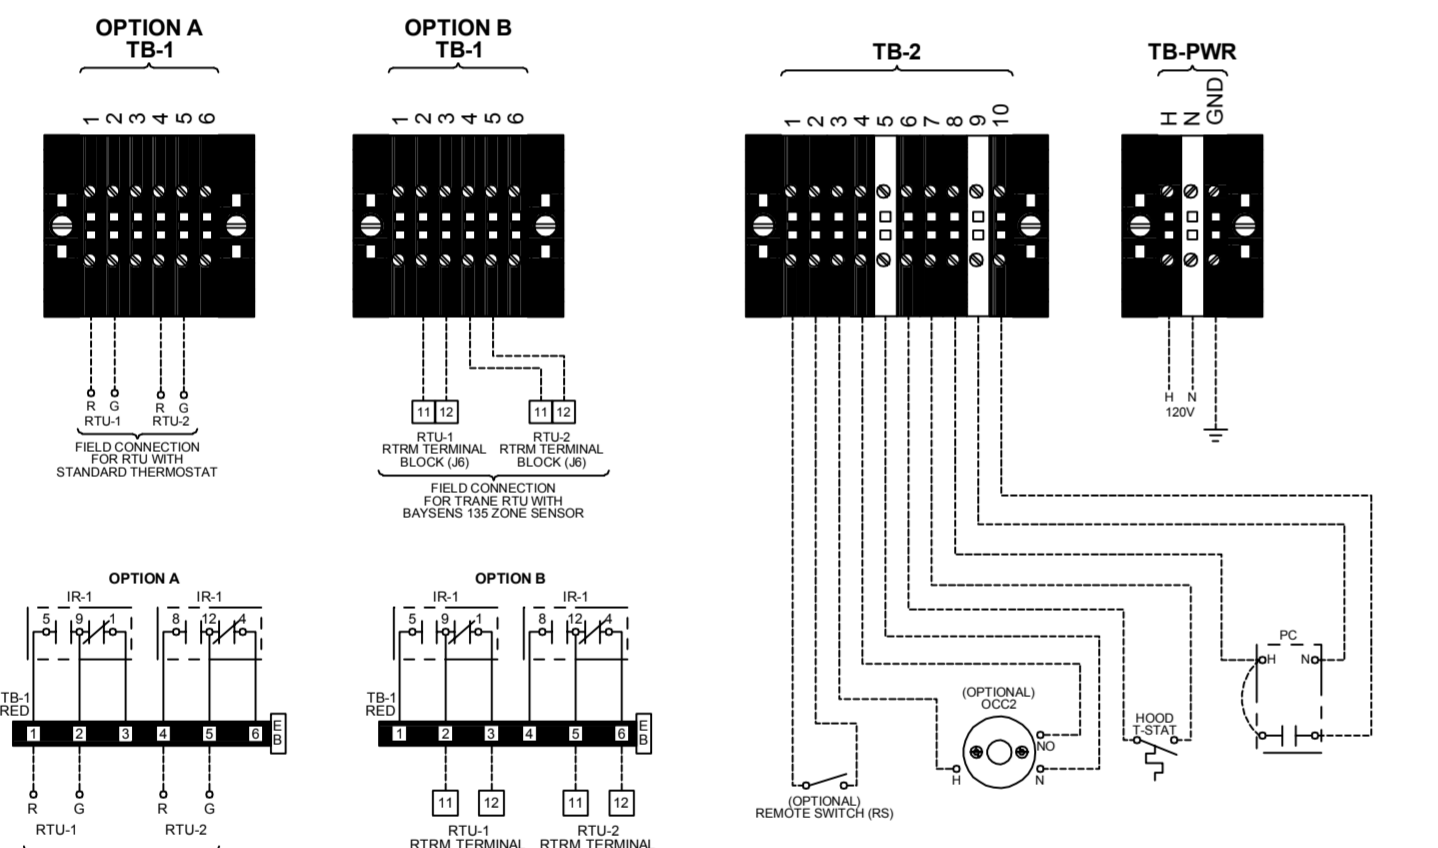 OPTION A
TB-1
1 2 3 4 5 6
R G R G
RTU-1 RTU-2
FIELD CONNECTION
FOR RTU WITH
STANDARD THERMOSTAT
OPTION B
TB-1
1 2 3 4 5 6
11 12 11 12
RTU-1 RTU-2
RTRM TERMINAL RTRM TERMINAL
BLOCK (J6) BLOCK (J6)
FIELD CONNECTION
FOR TRANE RTU WITH
BAYSENS 135 ZONE SENSOR
TB-2
1 2 3 4 5 6 7 8 9 10
TB-PWR
H N GND
H N
120V
PC
H N
HOOD
T-STAT
(OPTIONAL)
OCC2
NO
H N
(OPTIONAL)
REMOTE SWITCH (RS)
OPTION A
IR-1 IR-1
5 9 1 8 12 4
TB-1
RED
1 2 3 4 5 6
E
B
R G R G
RTU-1 RTU-2
OPTION B
IR-1 IR-1
5 9 1 8 12 4
TB-1
RED
1 2 3 4 5 6
E
B
11 12 11 12
RTU-1 RTU-2
RTRM TERMINAL RTRM TERMINAL